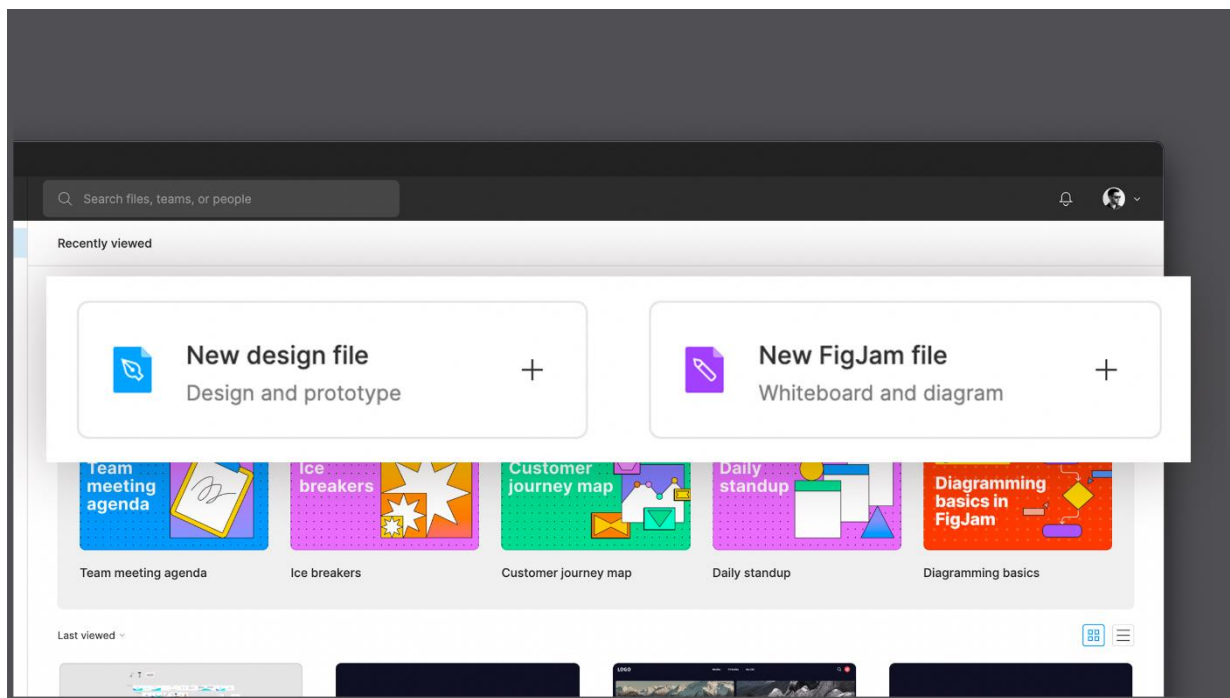 Search files, teams, or people
Recently viewed
New design file
Design and prototype
New FigJam file
Whiteboard and diagram
Team
meeting
agenda
Ice
breakers
Customer
journey map
Daily
standup
Diagramming
basics in
FigJam
Team meeting agenda
Ice breakers
Customer journey map
Daily standup
Diagramming basics
Last viewed
LOGO